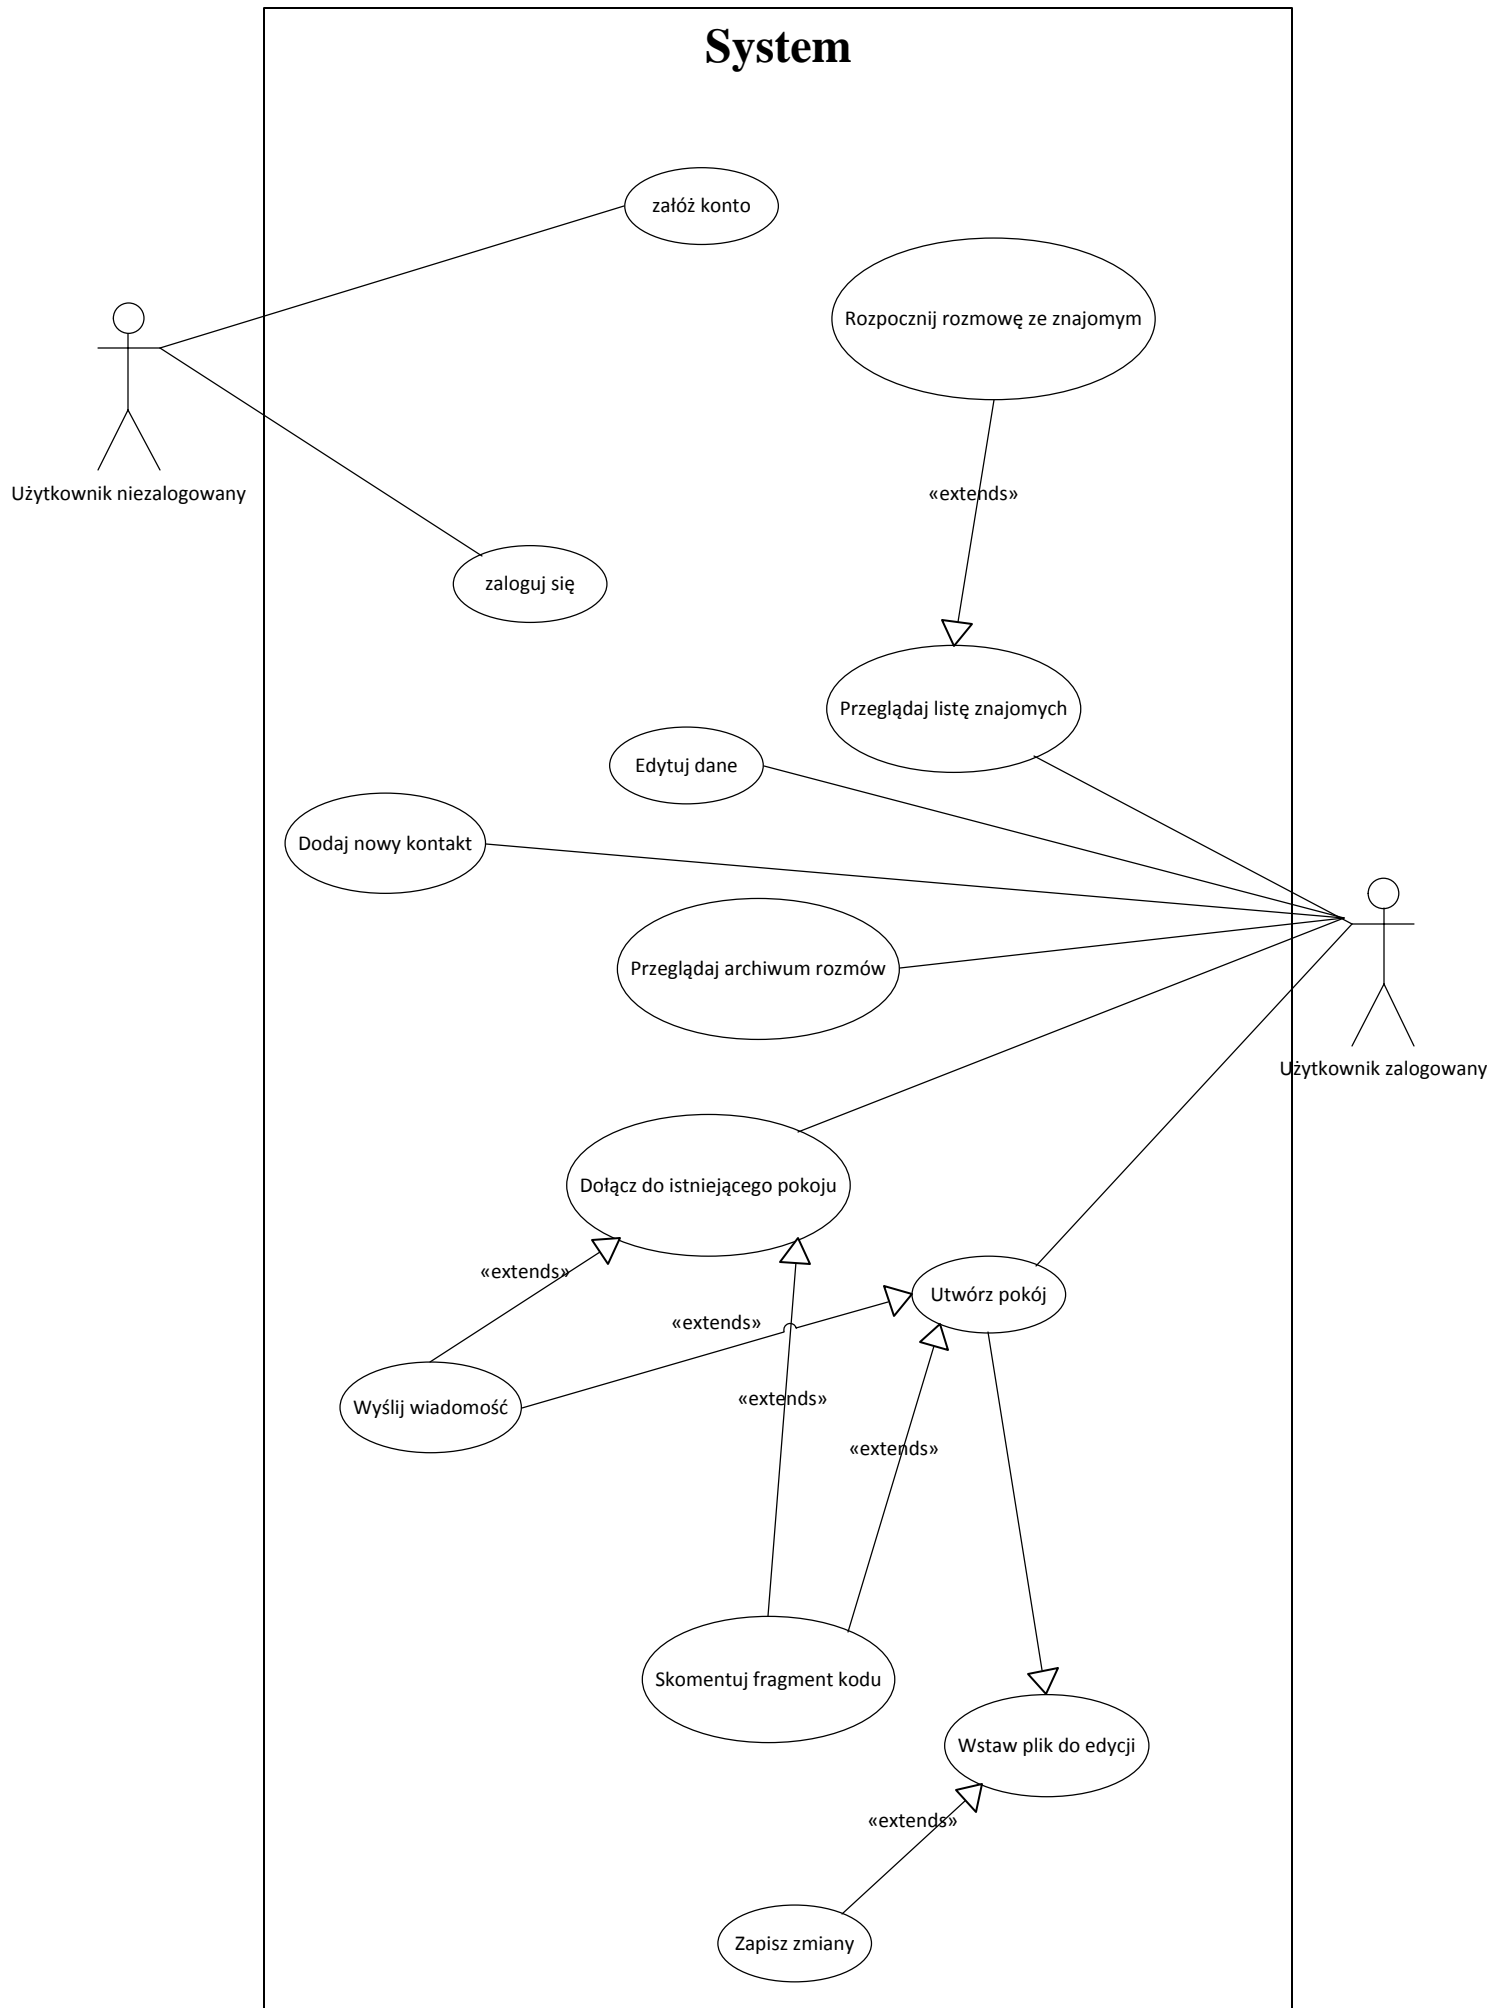 System
załóż konto
Rozpocznij rozmowę ze znajomym
Użytkownik niezalogowany
«extends»
zaloguj się
Przeglądaj listę znajomych
Edytuj dane
Dodaj nowy kontakt
Przeglądaj archiwum rozmów
Użytkownik zalogowany
Dołącz do istniejącego pokoju
«extends»
Utwórz pokój
«extends»
«extends»
Wyślij wiadomość
«extends»
Skomentuj fragment kodu
Wstaw plik do edycji
«extends»
Zapisz zmiany